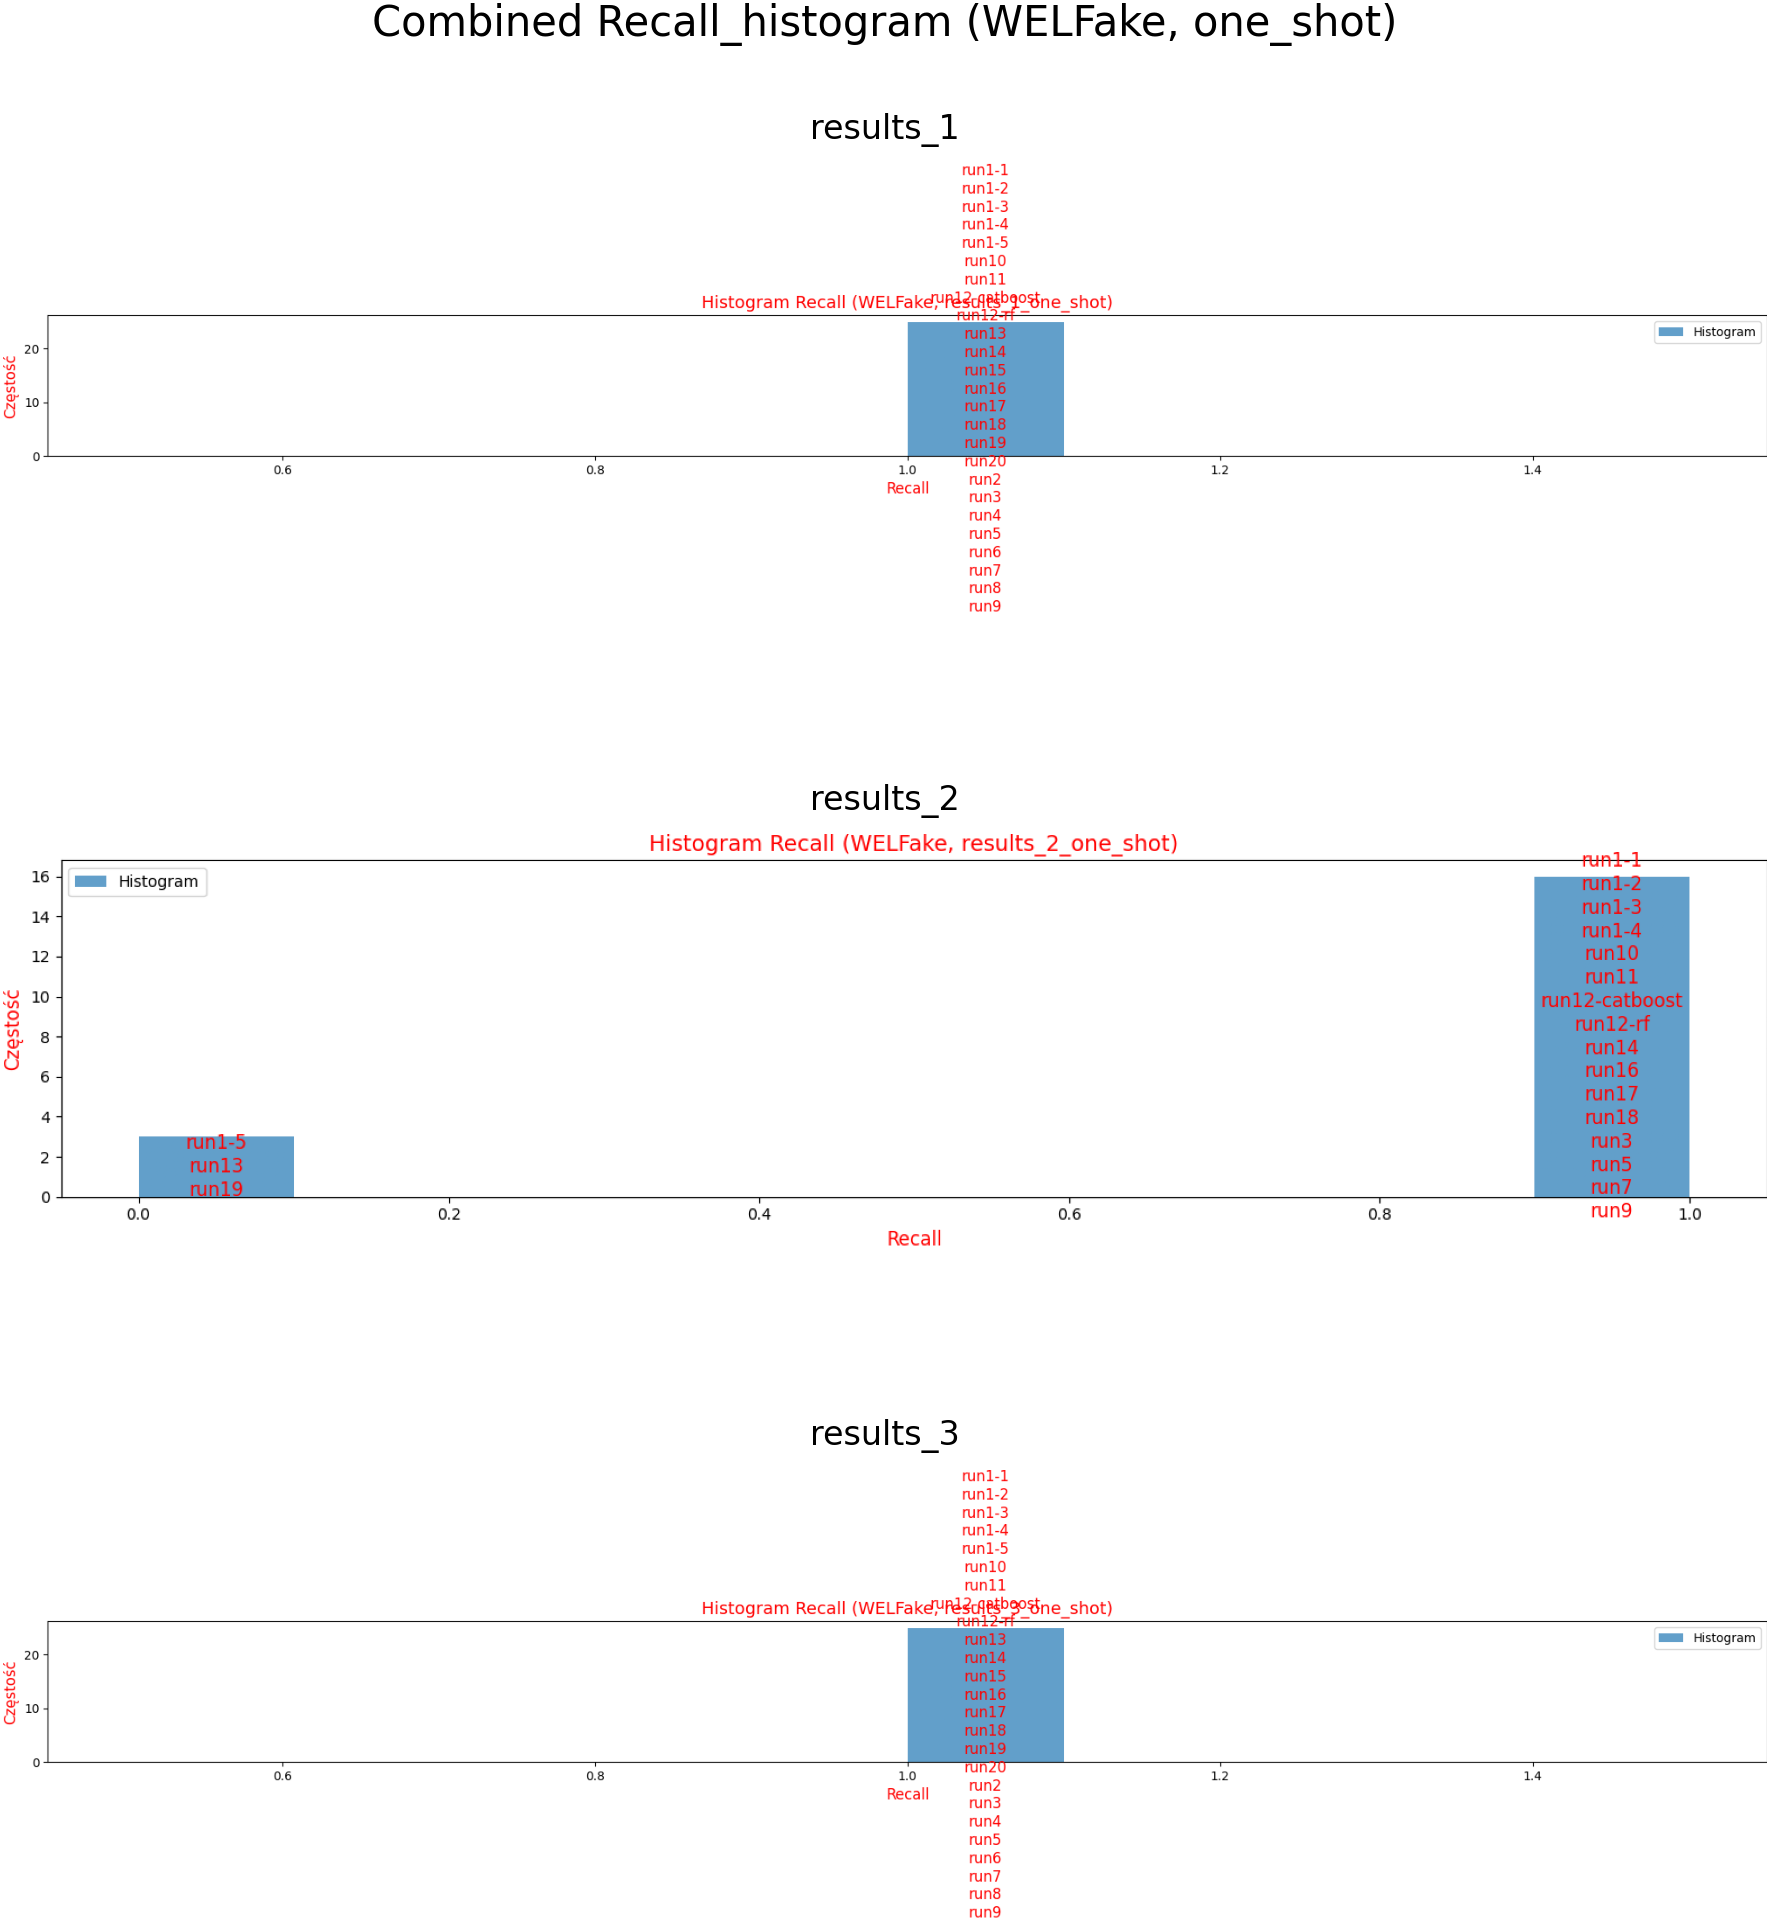 Combined Recall_histogram (WELFake, one_shot)
results_1
run1-1
run1-2
run1-3
run1-4
run1-5
run10
run11
run12-catboost
Histogram Recall (WELFake, results_1_one_shot)
run12-rf
run13
run14
run15
run16
run17
run18
run19
run20
run2
run3
run4
run5
run6
run7
run8
run9
Histogram
Częstość
20
10
0
0.6 0.8 1.0 1.2 1.4
Recall
results_2
Histogram Recall (WELFake, results_2_one_shot)
Histogram
Częstość
16
14
12
10
8
6
4
2
0
run1-5
run13
run19
run1-1
run1-2
run1-3
run1-4
run10
run11
run12-catboost
run12-rf
run14
run16
run17
run18
run3
run5
run7
run9
0.0 0.2 0.4 0.6 0.8 1.0
Recall
results_3
run1-1
run1-2
run1-3
run1-4
run1-5
run10
run11
run12-catboost
Histogram Recall (WELFake, results_3_one_shot)
run12-rf
run13
run14
run15
run16
run17
run18
run19
run20
run2
run3
run4
run5
run6
run7
run8
run9
Histogram
Częstość
20
10
0
0.6 0.8 1.0 1.2 1.4
Recall